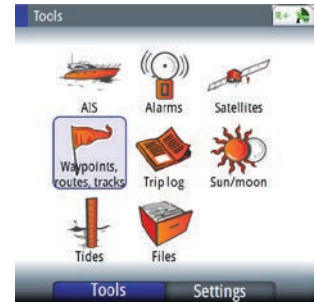 Tools
R+
AIS
Alarms
Satellites
Waypoints,
routes, tracks
Trip log
Sun/moon
Tides
Files
Tools
Settings